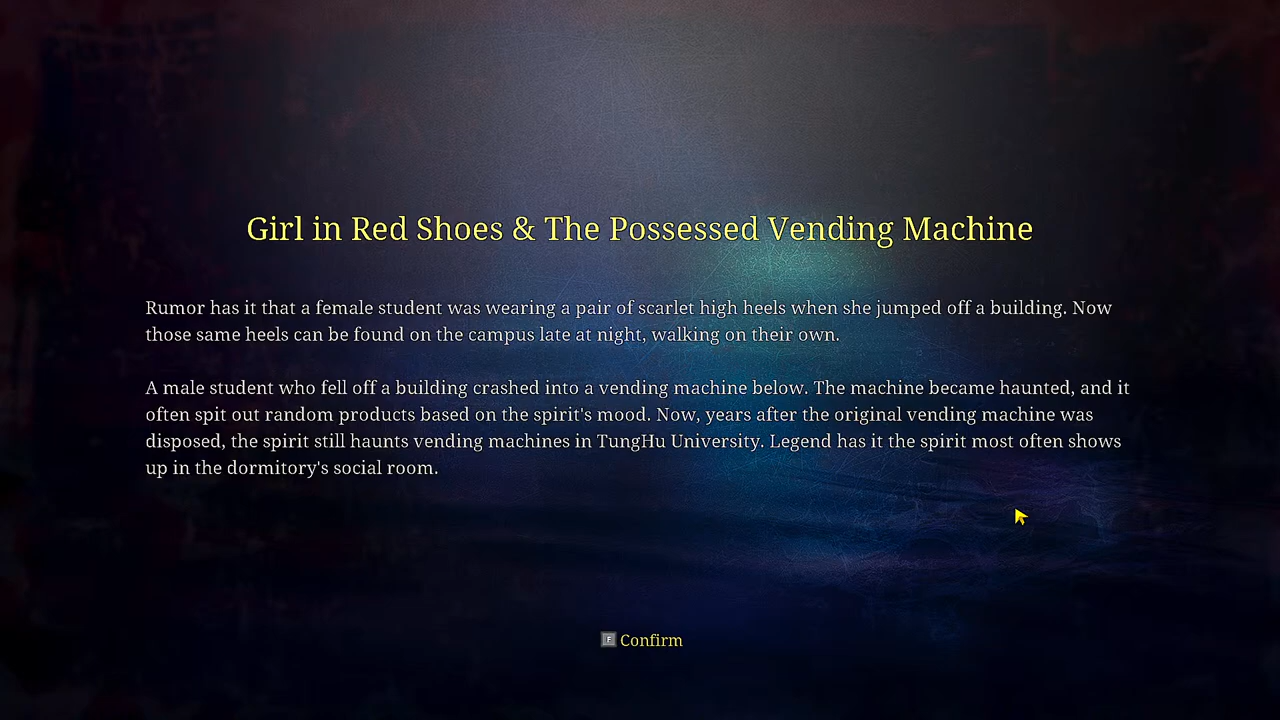 Girl in Red Shoes & The Possessed Vending Machine
Rumor has it that a female student was wearing a pair of scarlet high heels when she jumped off a building. Now
those same heels can be found on the campus late at night, walking on their own.
A male student who fell off a building crashed into a vending machine below. The machine became haunted, and it
often spit out random products based on the spirit's mood. Now, years after the original vending machine was
disposed, the spirit still haunts vending machines in TungHu University. Legend has it the spirit most often shows
up in the dormitory's social room.
F Confirm